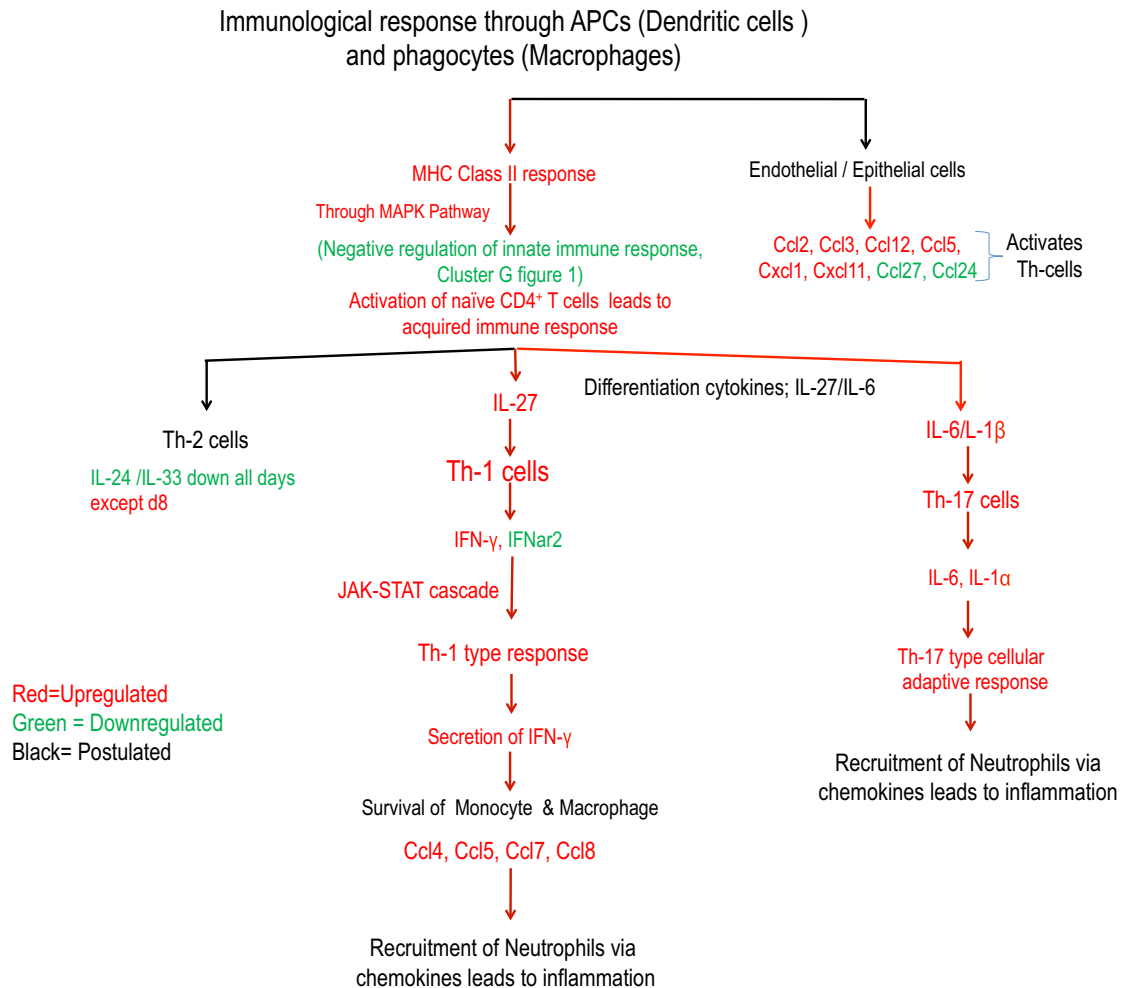 Immunological response through APCs (Dendritic cells )
and phagocytes (Macrophages)
MHC Class II response
Through MAPK Pathway
(Negative regulation of innate immune response,
Cluster G figure 1)
Activation of naïve CD4⁺ T cells leads to
acquired immune response
Endothelial / Epithelial cells
Ccl2, Ccl3, Ccl12, Ccl5,
Cxcl1, Cxcl11, Ccl27, Ccl24
Activates
Th-cells
Differentiation cytokines; IL-27/IL-6
Th-2 cells
IL-24 /IL-33 down all days
except d8
IL-27
Th-1 cells
IFN-γ, IFNar2
JAK-STAT cascade
Th-1 type response
Secretion of IFN-γ
Survival of Monocyte & Macrophage
Ccl4, Ccl5, Ccl7, Ccl8
Recruitment of Neutrophils via
chemokines leads to inflammation
IL-6/L-1β
Th-17 cells
IL-6, IL-1α
Th-17 type cellular
adaptive response
Recruitment of Neutrophils via
chemokines leads to inflammation
Red=Upregulated
Green = Downregulated
Black= Postulated